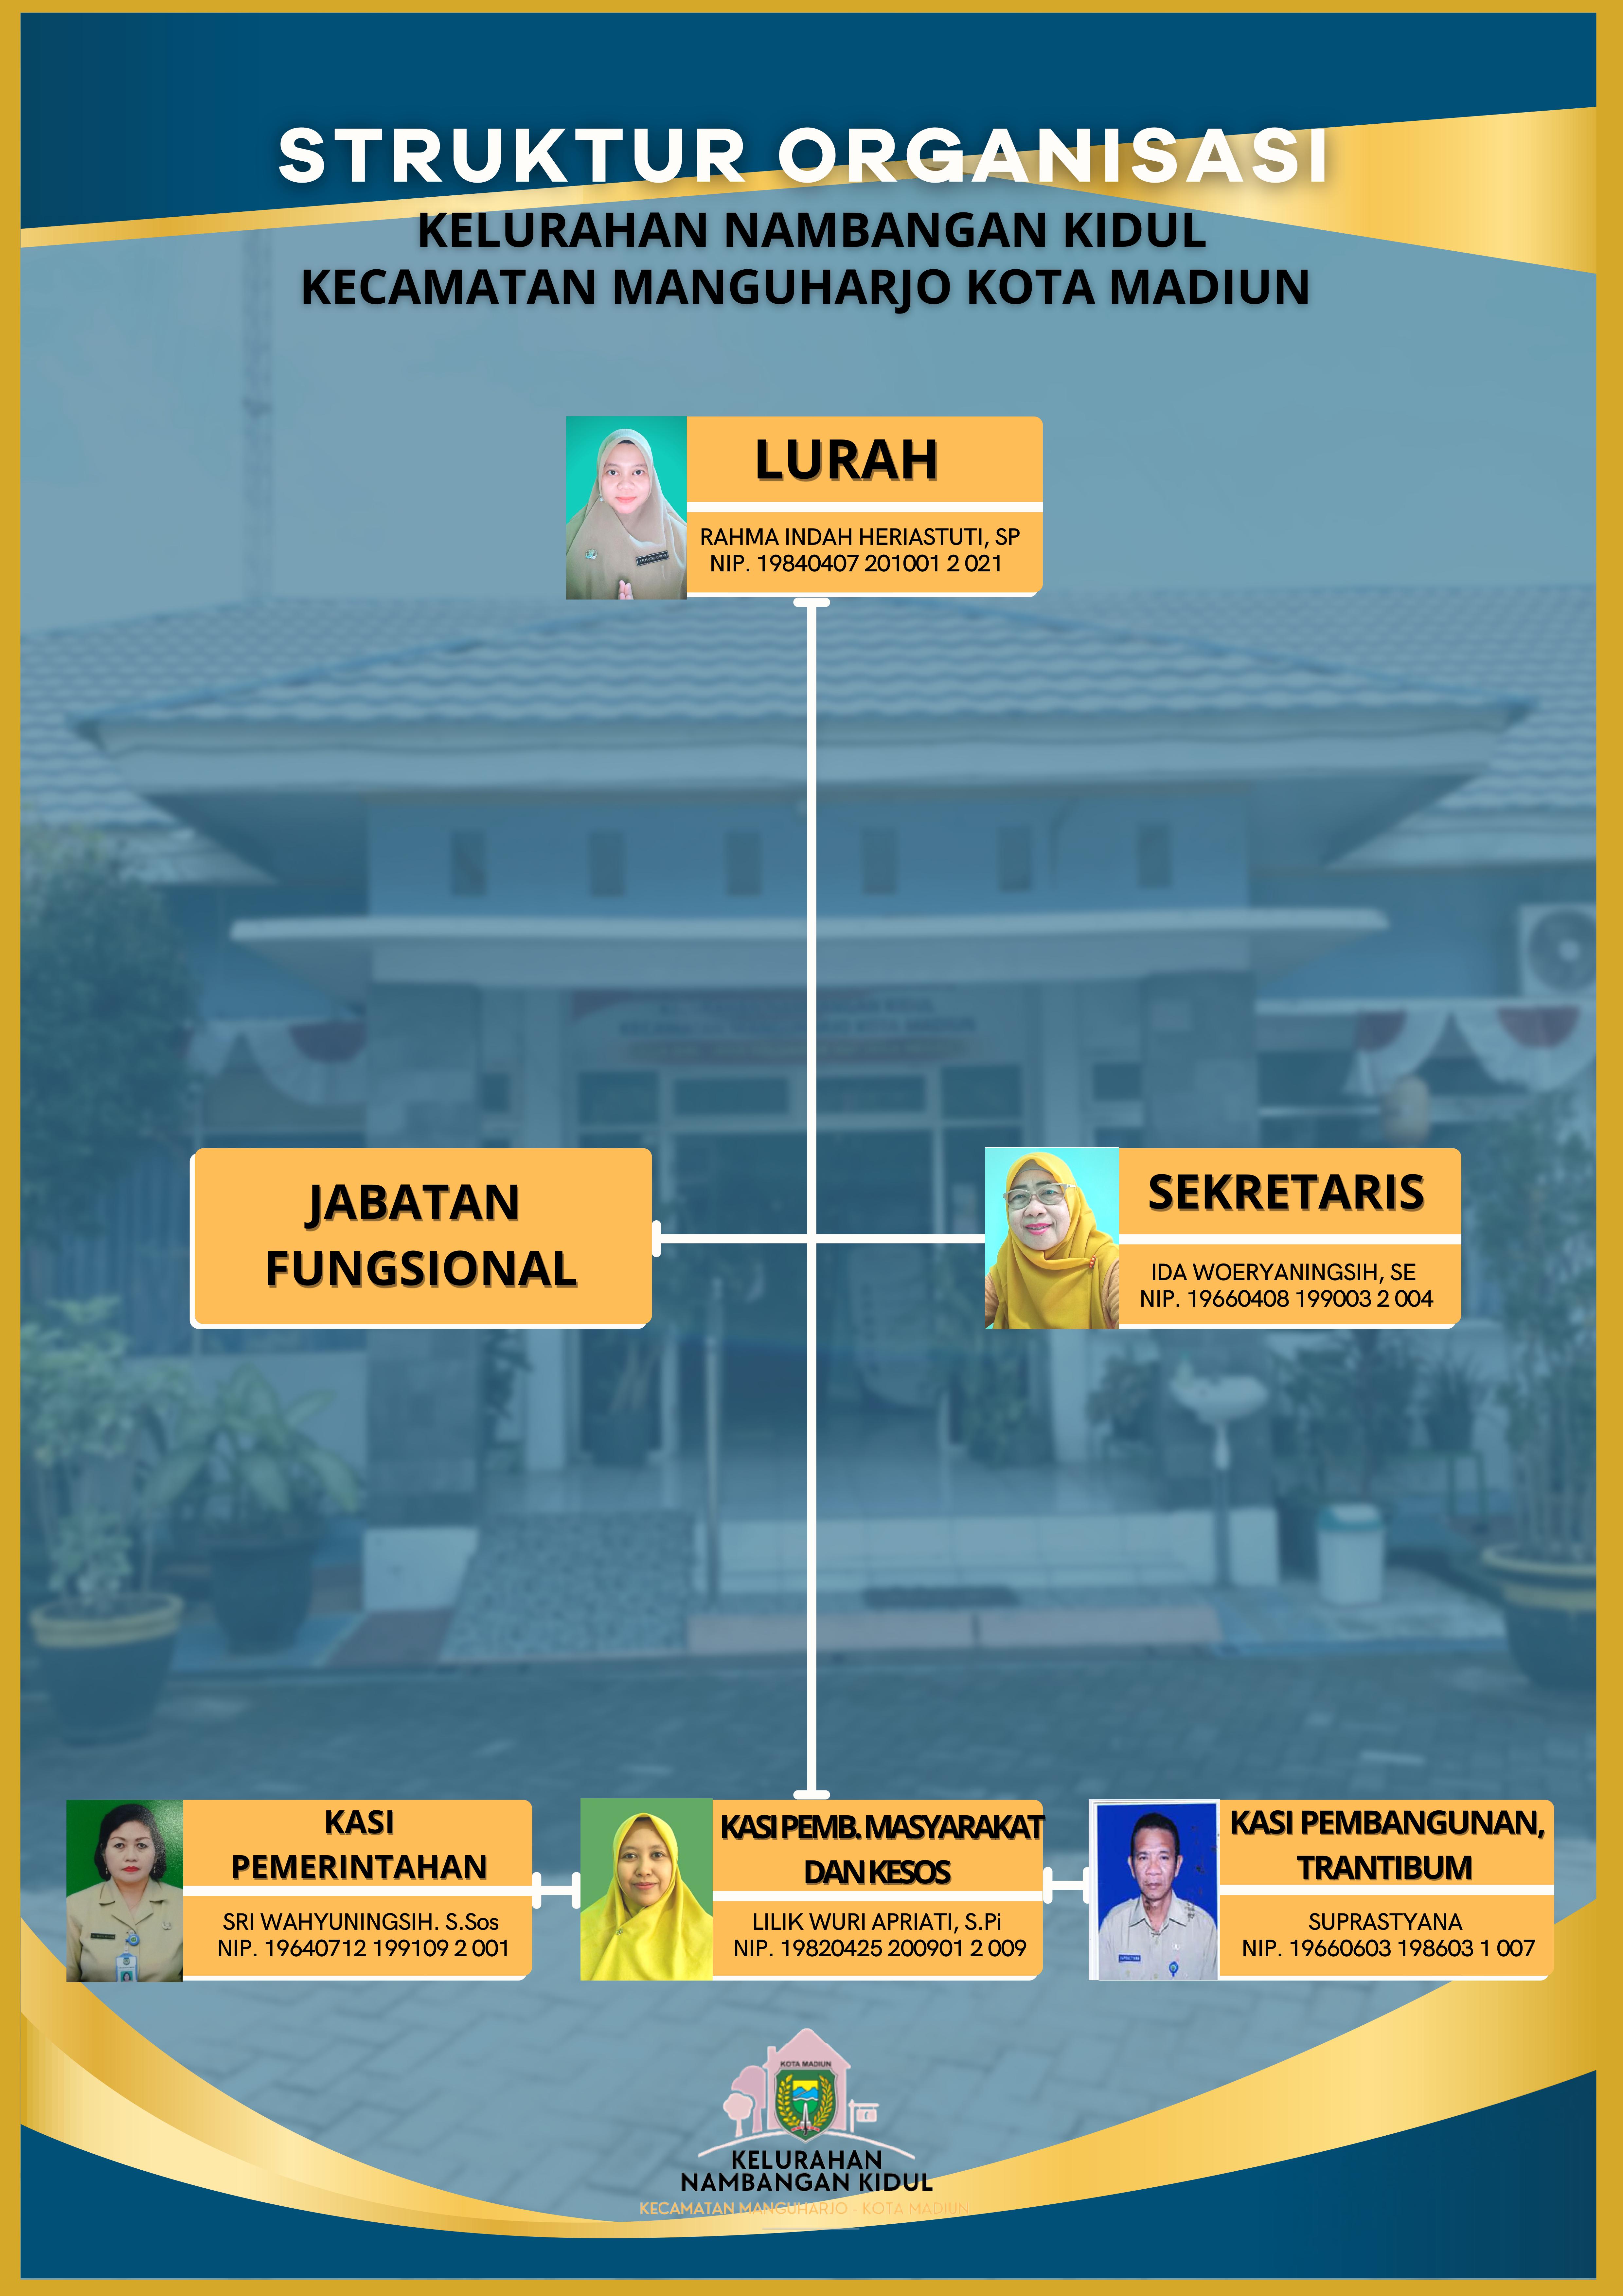 STRUKTUR ORGANISASI
KELURAHAN NAMBANGAN KIDUL
KECAMATAN MANGUHARJO KOTA MADIUN
LURAH
RAHMA INDAH HERIASTUTI, SP
NIP. 19840407 201001 2 021
JABATAN
FUNGSIONAL
SEKRETARIS
IDA WOERYANINGSIH, SE
NIP. 19660408 199003 2 004
KASI
PEMERINTAHAN
SRI WAHYUNINGSIH. S.Sos
NIP. 19640712 199109 2 001
KASI PEMB. MASYARAKAT
DAN KESOS
LILIK WURI APRIATI, S.Pi
NIP. 19820425 200901 2 009
KASI PEMBANGUNAN,
TRANTIBUM
SUPRASTYANA
NIP. 19660603 198603 1 007
KOTA MADIUN
KELURAHAN
NAMBANGAN KIDUL
KECAMATAN MANGUHARJO - KOTA MADIUN